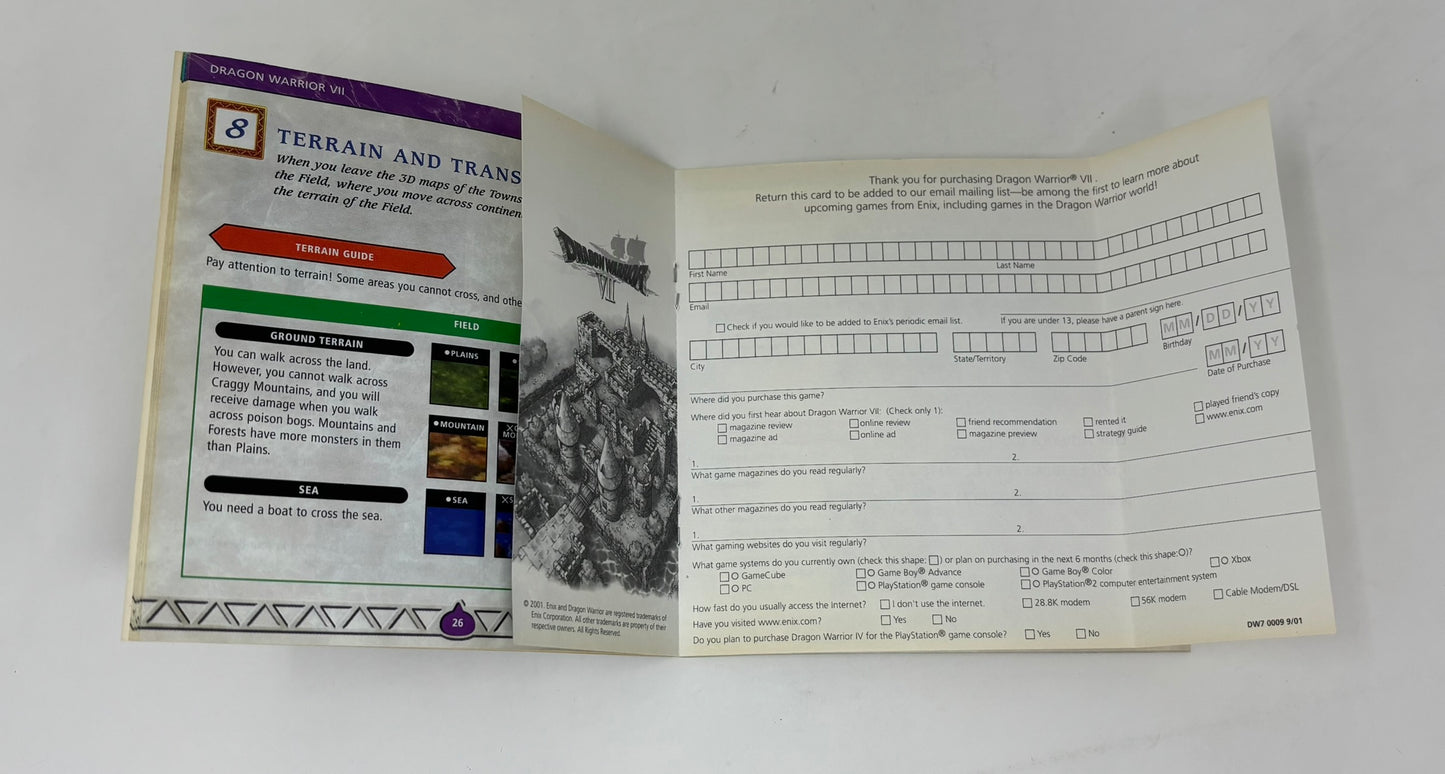 DRAGON WARRIOR VII
8
TERRAIN AND TRANS
When you leave the 3D maps of the Towns
the Field, where you move across continen
the terrain of the Field.
TERRAIN GUIDE
Pay attention to terrain! Some areas you cannot cross, and othe
FIELD
GROUND TERRAIN
You can walk across the land.
However, you cannot walk across
Craggy Mountains, and you will
receive damage when you walk
across poison bogs. Mountains and
Forests have more monsters in them
than Plains.
●PLAINS
●MOUNTAIN
MO
SEA
You need a boat to cross the sea.
●SEA
XS
26
DRAGON WARRIOR
VII
© 2001. Enix and Dragon Warrior are registered trademarks of
Enix Corporation. All other trademarks are property of their
respective owners. All Rights Reserved.
Thank you for purchasing Dragon Warrior® VII .
Return this card to be added to our email mailing list—be among the first to learn more about
upcoming games from Enix, including games in the Dragon Warrior world!
First Name Last Name
Email
Check if you would like to be added to Enix's periodic email list. If you are under 13, please have a parent sign here.
MM/DD/YY
Birthday
City State/Territory Zip Code
MM/YY
Date of Purchase
Where did you purchase this game?
Where did you first hear about Dragon Warrior VII: (Check only 1):
magazine review online review friend recommendation rented it played friend's copy
magazine ad online ad magazine preview strategy guide www.enix.com
1. 2.
What game magazines do you read regularly?
1. 2.
What other magazines do you read regularly?
1. 2.
What gaming websites do you visit regularly?
What game systems do you currently own (check this shape: □) or plan on purchasing in the next 6 months (check this shape:O)?
□ O GameCube □ O Game Boy® Advance □ O Game Boy® Color □ O Xbox
□ O PC □ O PlayStation® game console □ O PlayStation®2 computer entertainment system
How fast do you usually access the Internet? □ I don't use the internet. □ 28.8K modem □ 56K modem □ Cable Modem/DSL
Have you visited www.enix.com? □ Yes □ No
Do you plan to purchase Dragon Warrior IV for the PlayStation® game console? □ Yes □ No
DW7 0009 9/01